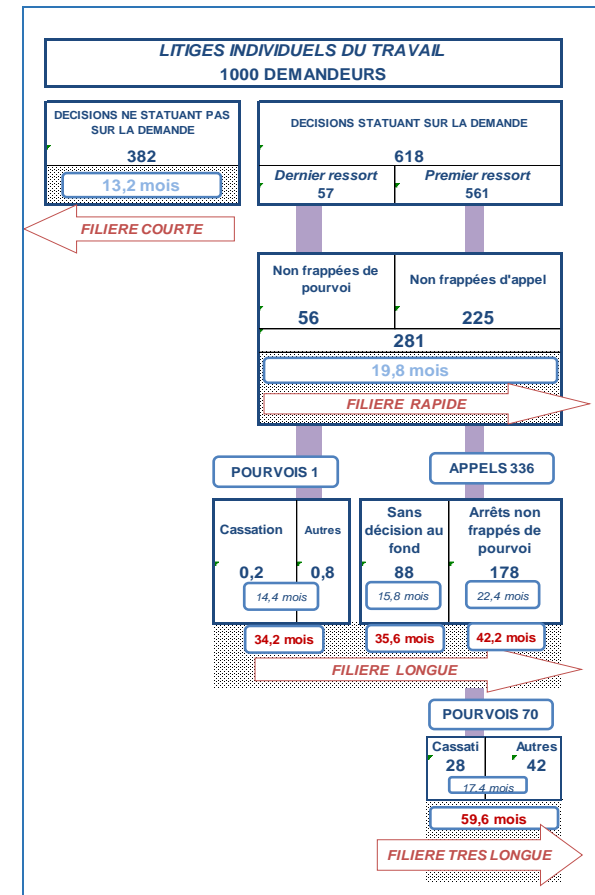 LITIGES INDIVIDUELS DU TRAVAIL
1000 DEMANDEURS
DECISIONS NE STATUANT PAS
SUR LA DEMANDE
382
13,2 mois
DECISIONS STATUANT SUR LA DEMANDE
618
Dernier ressort
57
Premier ressort
561
FILIERE COURTE
Non frappées de
pourvoi
56
Non frappées d'appel
225
281
19,8 mois
FILIERE RAPIDE
POURVOIS 1
APPELS 336
Cassation
0,2
Autres
0,8
14,4 mois
Sans
décision au
fond
88
15,8 mois
Arrêts non
frappés de
pourvoi
178
22,4 mois
34,2 mois
35,6 mois
42,2 mois
FILIERE LONGUE
POURVOIS 70
Cassati
28
Autres
42
17,4 mois
59,6 mois
FILIERE TRES LONGUE